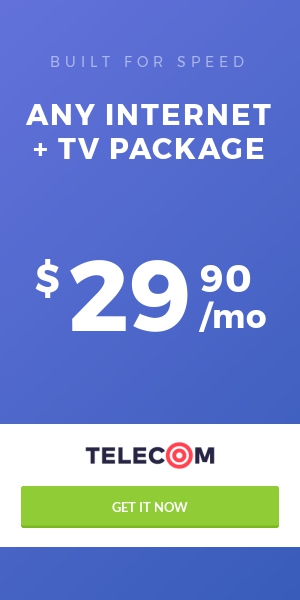 BUILT FOR SPEED
ANY INTERNET
+ TV PACKAGE
$29 90
/mo
TELECOM
GET IT NOW